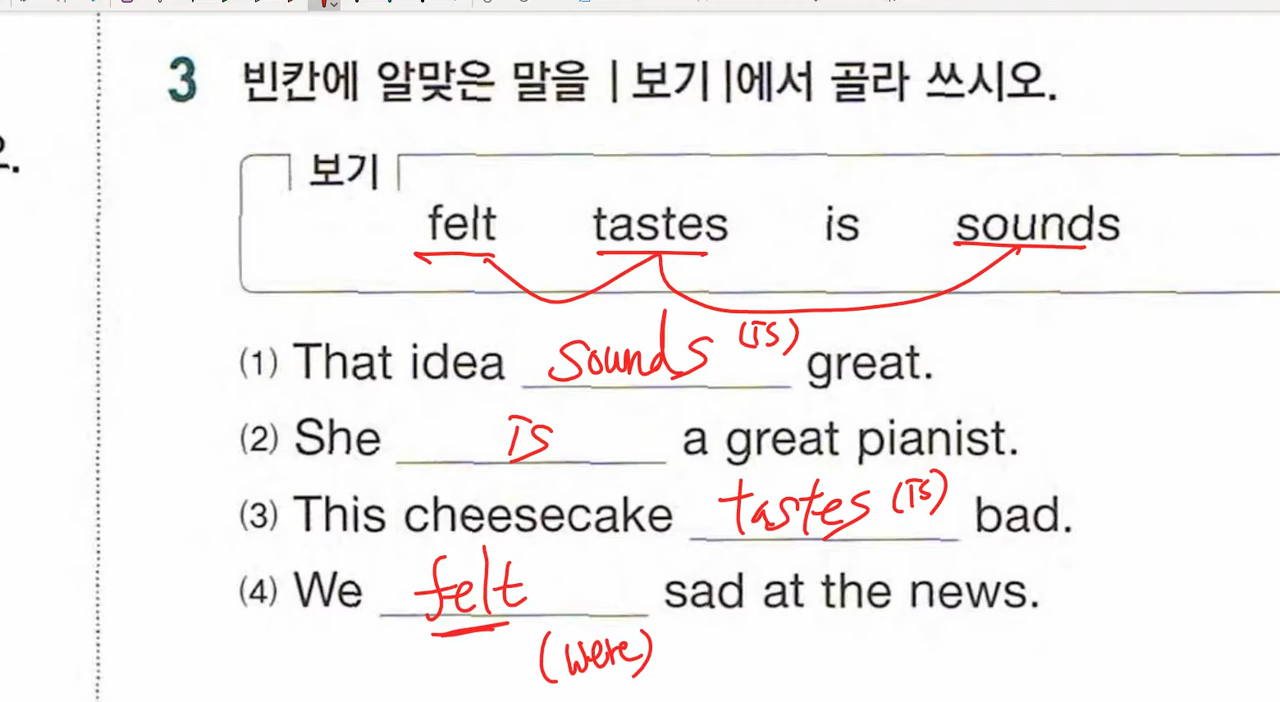 3 빈칸에 알맞은 말을 | 보기 |에서 골라 쓰시오.
보기
felt tastes is sounds
(1) That idea sounds (is) great.
(2) She is a great pianist.
(3) This cheesecake tastes (is) bad.
(4) We felt sad at the news.
(were)